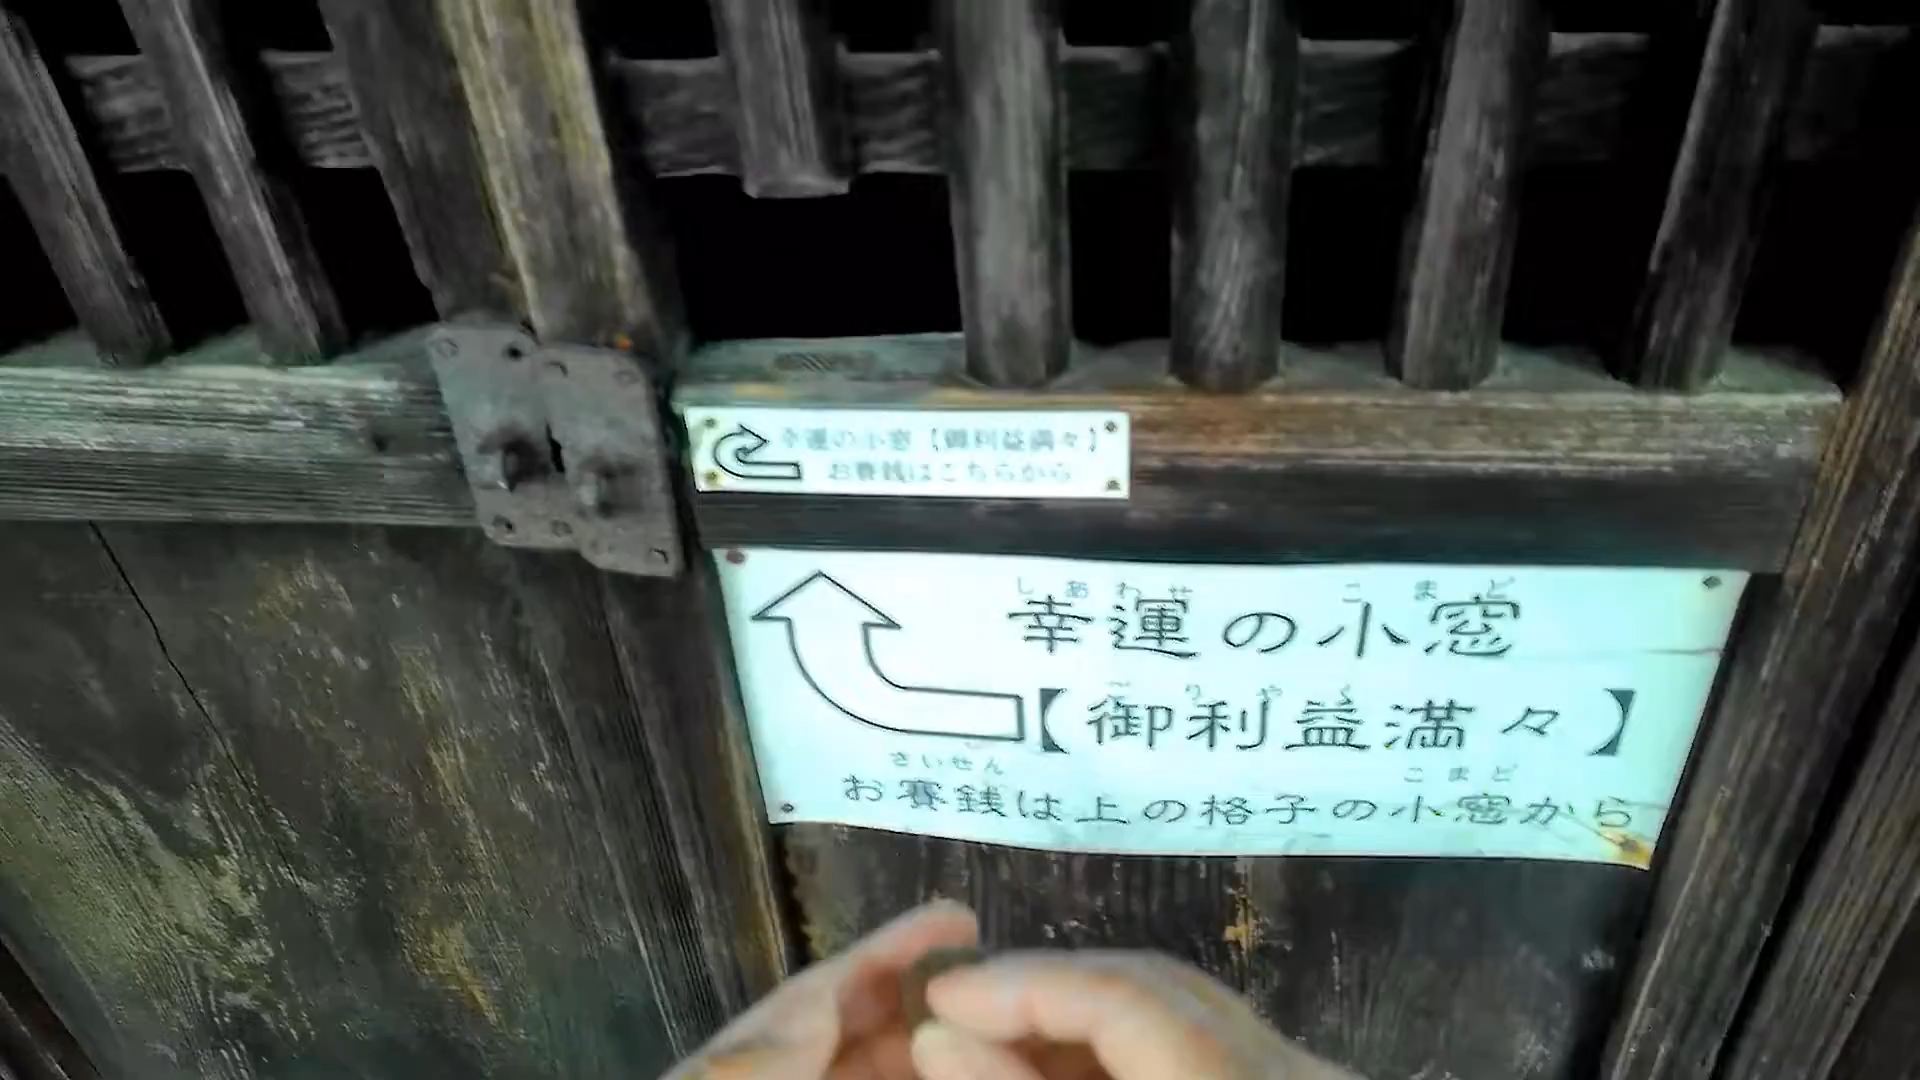 幸運の小窓【御利益満々】
お賽銭はこちらから
しあわせ こまど
幸運の小窓
ごりやく
【御利益満々】
さいせん こまど
お賽銭は上の格子の小窓から